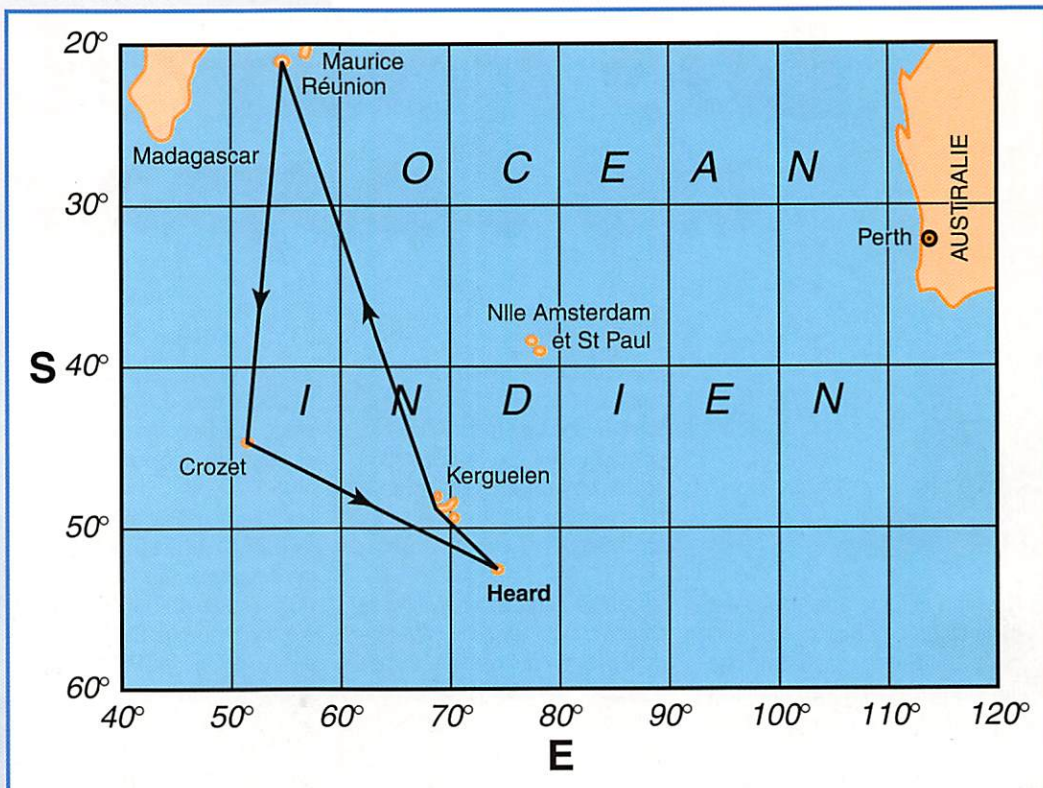 20°
Maurice
Réunion
Madagascar
O C E A N
30°
Perth
AUSTRALIE
Nlle Amsterdam
et St Paul
S
40°
I N D I E N
Crozet
Kerguelen
50°
Heard
60°
40° 50° 60° 70° 80° 90° 100° 110° 120°
E